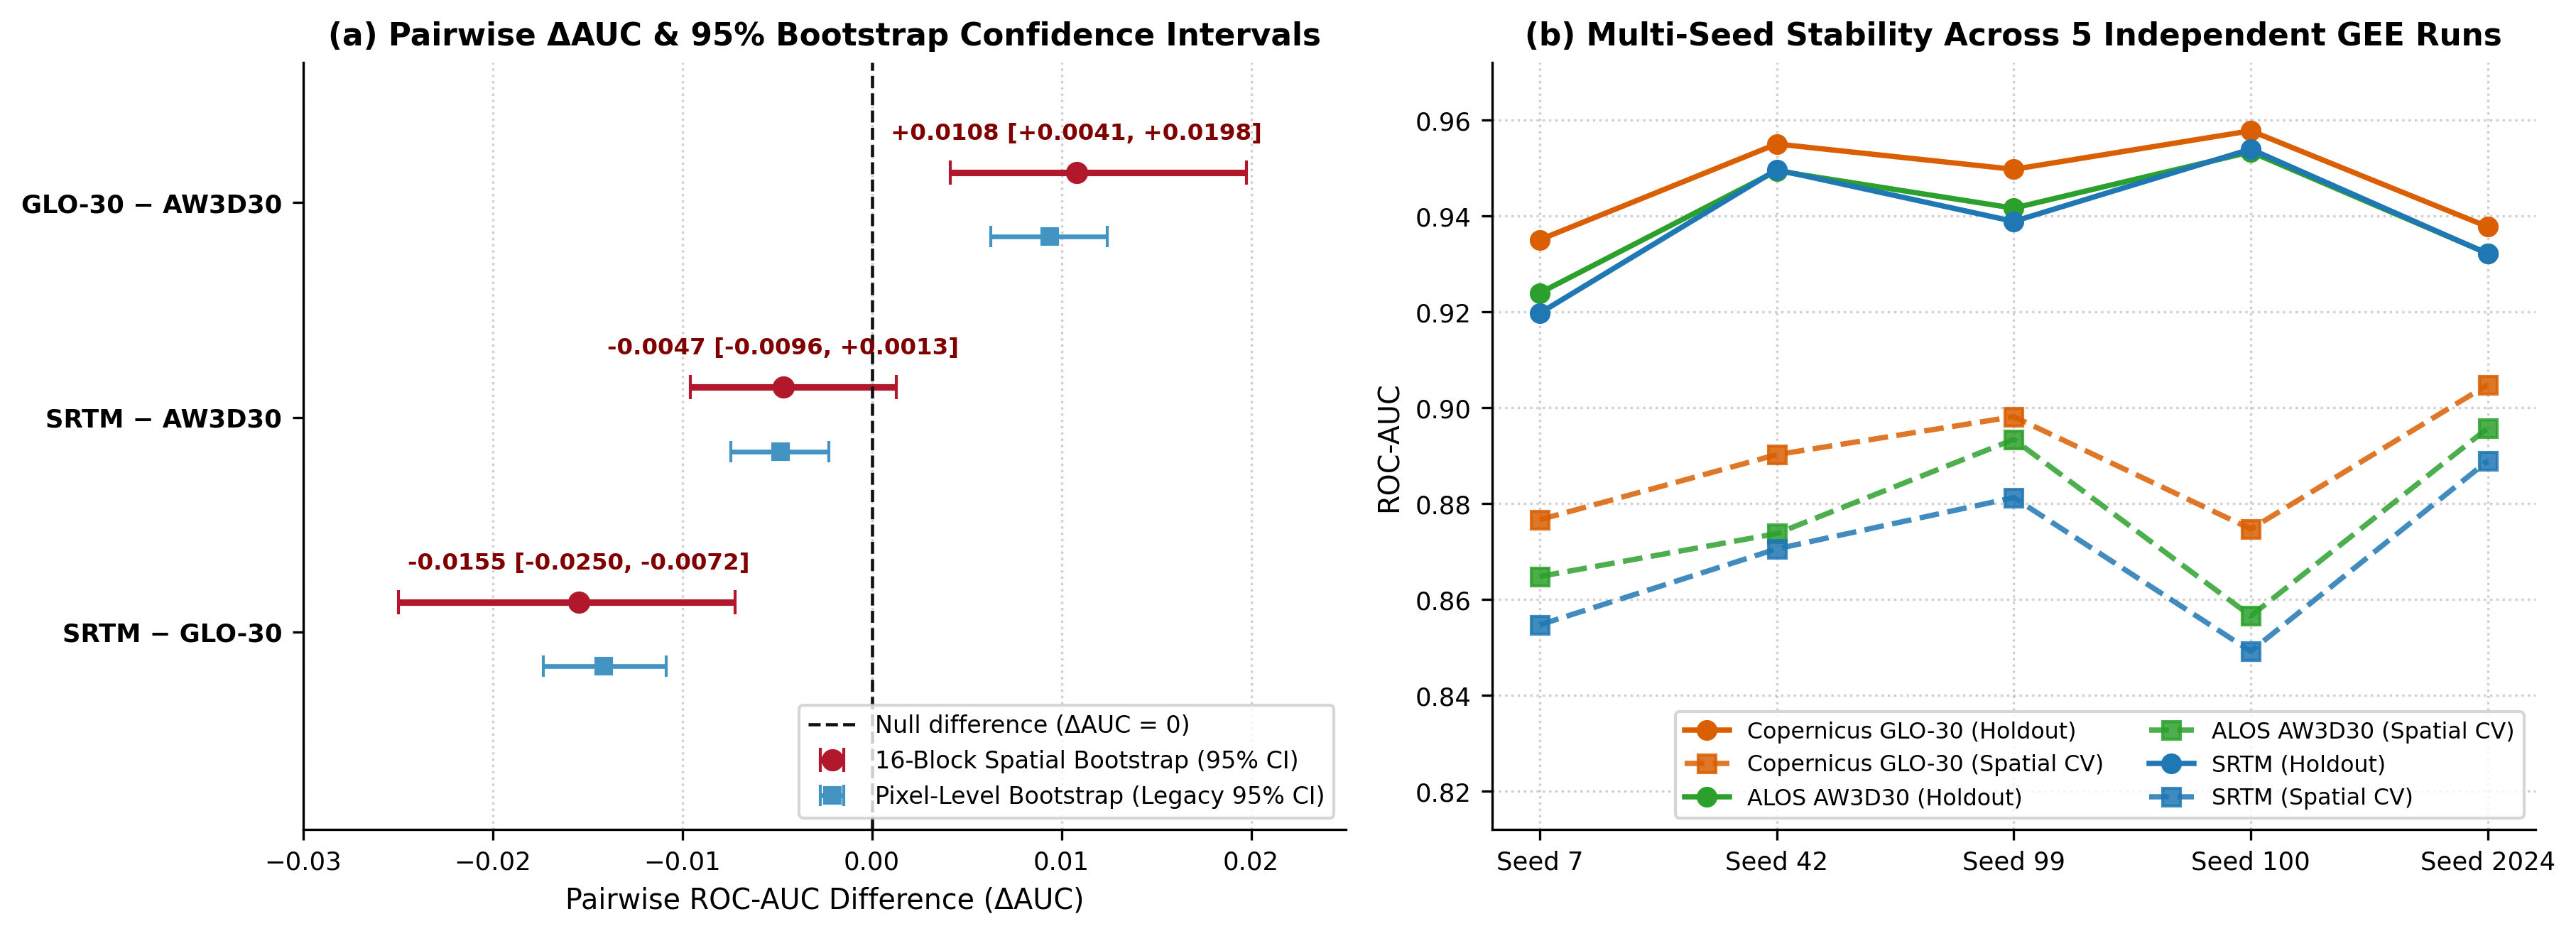 (a) Pairwise ΔAUC & 95% Bootstrap Confidence Intervals
+0.0108 [+0.0041, +0.0198]
GLO-30 − AW3D30
-0.0047 [-0.0096, +0.0013]
SRTM − AW3D30
-0.0155 [-0.0250, -0.0072]
SRTM − GLO-30
Null difference (ΔAUC = 0)
16-Block Spatial Bootstrap (95% CI)
Pixel-Level Bootstrap (Legacy 95% CI)
−0.03 −0.02 −0.01 0.00 0.01 0.02
Pairwise ROC-AUC Difference (ΔAUC)
(b) Multi-Seed Stability Across 5 Independent GEE Runs
ROC-AUC
0.96
0.94
0.92
0.90
0.88
0.86
0.84
0.82
Copernicus GLO-30 (Holdout)
Copernicus GLO-30 (Spatial CV)
ALOS AW3D30 (Holdout)
ALOS AW3D30 (Spatial CV)
SRTM (Holdout)
SRTM (Spatial CV)
Seed 7 Seed 42 Seed 99 Seed 100 Seed 2024